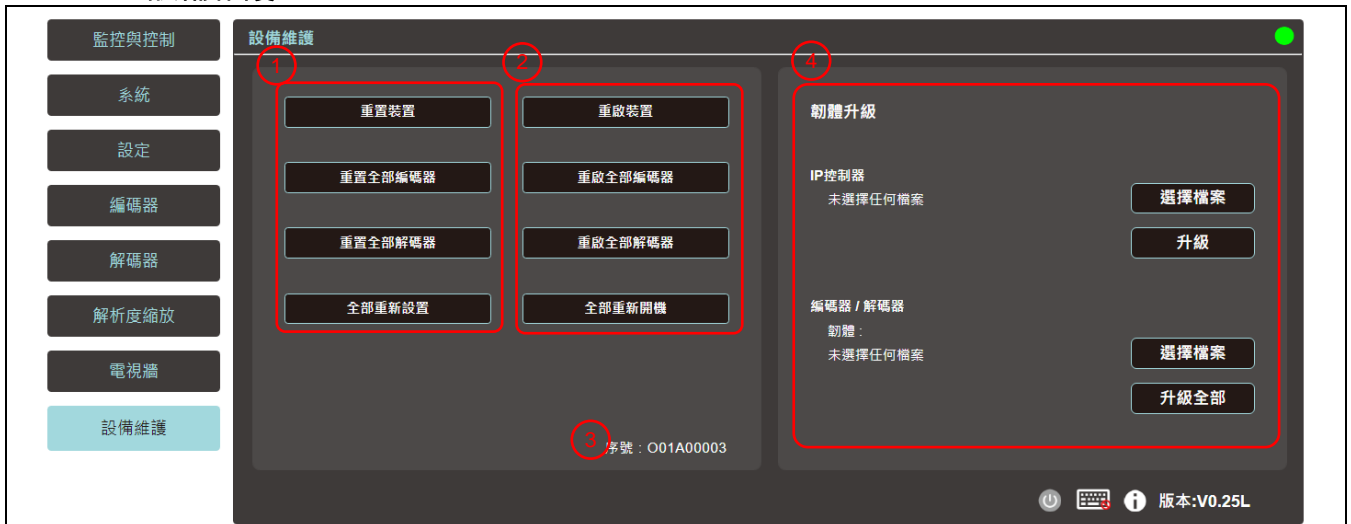 監控與控制
系統
設定
編碼器
解碼器
解析度縮放
電視牆
設備維護
設備維護
1
2
4
重置裝置
重啟裝置
重置全部編碼器
重啟全部編碼器
重置全部解碼器
重啟全部解碼器
全部重新設置
全部重新開機
3
序號 : O01A00003
韌體升級
IP控制器
未選擇任何檔案
選擇檔案
升級
編碼器 / 解碼器
韌體 :
未選擇任何檔案
選擇檔案
升級全部
版本:V0.25L